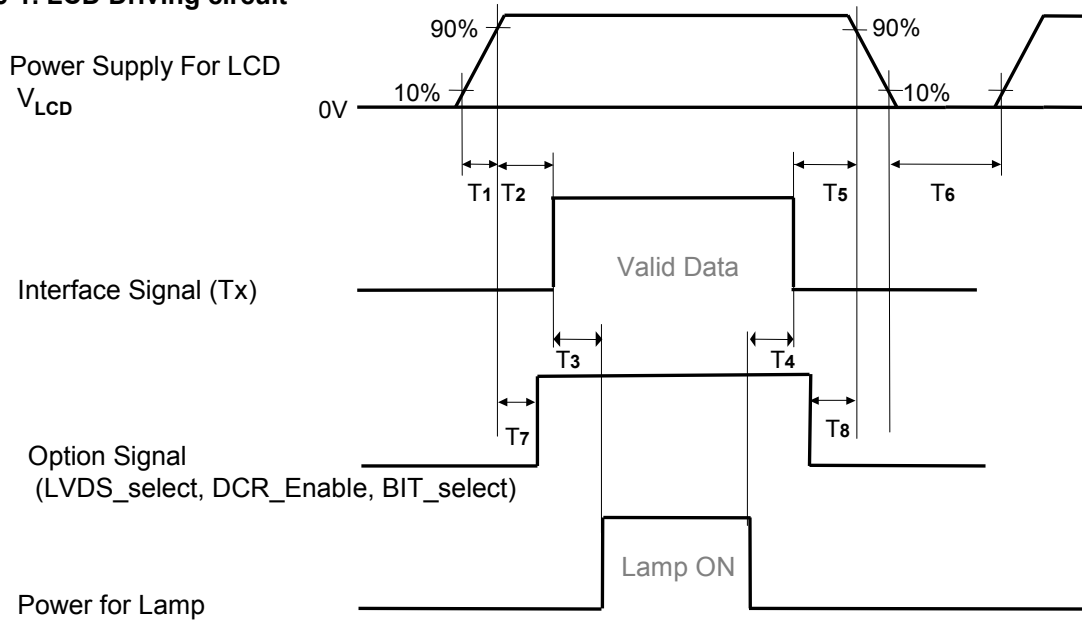 1. LCD Driving circuit
90%
90%
Power Supply For LCD
VLCD
10%
10%
0V
T1
T2
T5
T6
Valid Data
Interface Signal (Tx)
T3
T4
T7
T8
Option Signal
(LVDS_select, DCR_Enable, BIT_select)
Lamp ON
Power for Lamp